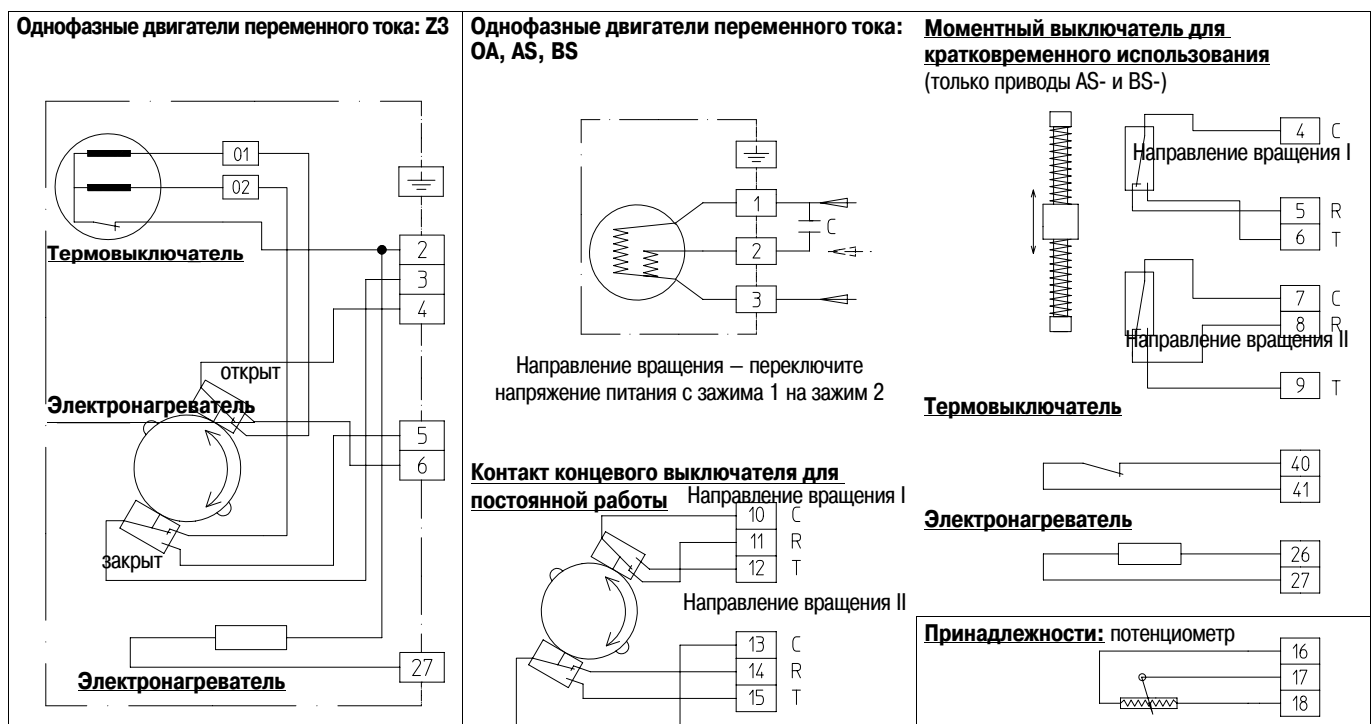 Однофазные двигатели переменного тока: Z3
01
02
Термовыключатель
2
3
4
открыт
Электронагреватель
5
6
закрыт
27
Электронагреватель
Однофазные двигатели переменного тока:
OA, AS, BS
1
C
2
3
Направление вращения – переключите
напряжение питания с зажима 1 на зажим 2
Контакт концевого выключателя для
постоянной работы
Направление вращения I
10 C
11 R
12 T
Направление вращения II
13 C
14 R
15 T
Моментный выключатель для
кратковременного использования
(только приводы AS- и BS-)
4 C
Направление вращения I
5 R
6 T
7 C
8 R
Направление вращения II
9 T
Термовыключатель
40
41
Электронагреватель
26
27
Принадлежности: потенциометр
16
17
18